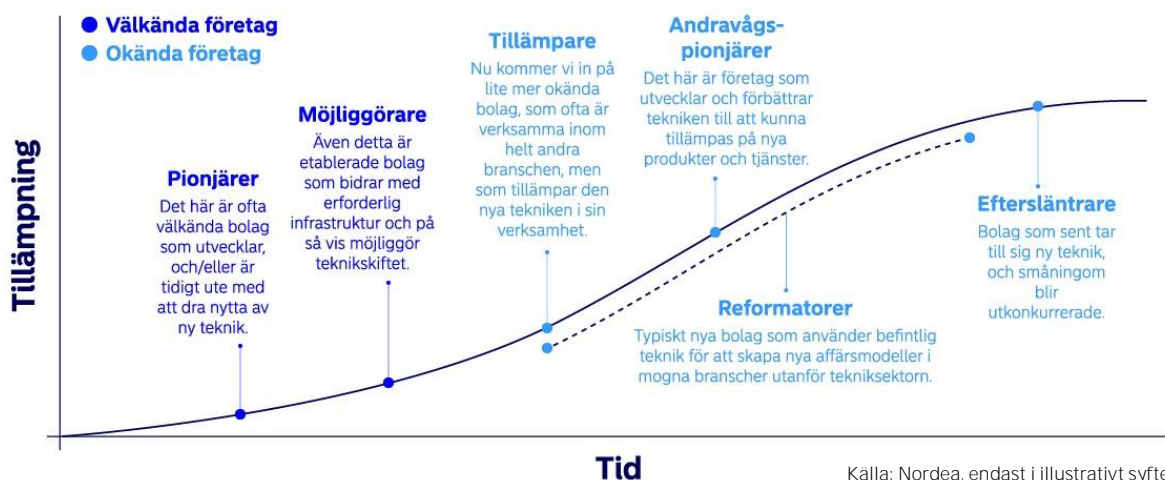 Välkända företag
Okända företag
Tillämpning
Pionjärer
Det här är ofta
välkända bolag
som utvecklar,
och/eller är
tidigt ute med
att dra nytta av
ny teknik.
Möjliggörare
Även detta är
etablerade bolag
som bidrar med
erforderlig
infrastruktur och på
så vis möjliggör
teknikskiftet.
Tillämpare
Nu kommer vi in på
lite mer okända
bolag, som ofta är
verksamma inom
helt andra
branschen, men
som tillämpar den
nya tekniken i sin
verksamhet.
Andravågs-
pionjärer
Det här är företag som
utvecklar och förbättrar
tekniken till att kunna
tillämpas på nya
produkter och tjänster.
Reformatorer
Typiskt nya bolag som använder befintlig
teknik för att skapa nya affärsmodeller i
mogna branscher utanför tekniksektorn.
Eftersläntrare
Bolag som sent tar
till sig ny teknik,
och småningom
blir
utkonkurrerade.
Tid
Källa: Nordea, endast i illustrativt syfte